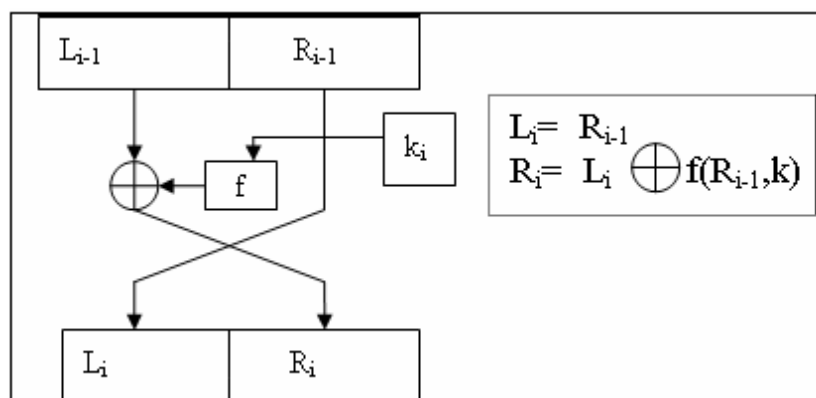 Lᵢ₋₁ Rᵢ₋₁
kᵢ
f
Lᵢ= Rᵢ₋₁
Rᵢ= Lᵢ ⊕ f(Rᵢ₋₁,k)
Lᵢ Rᵢ